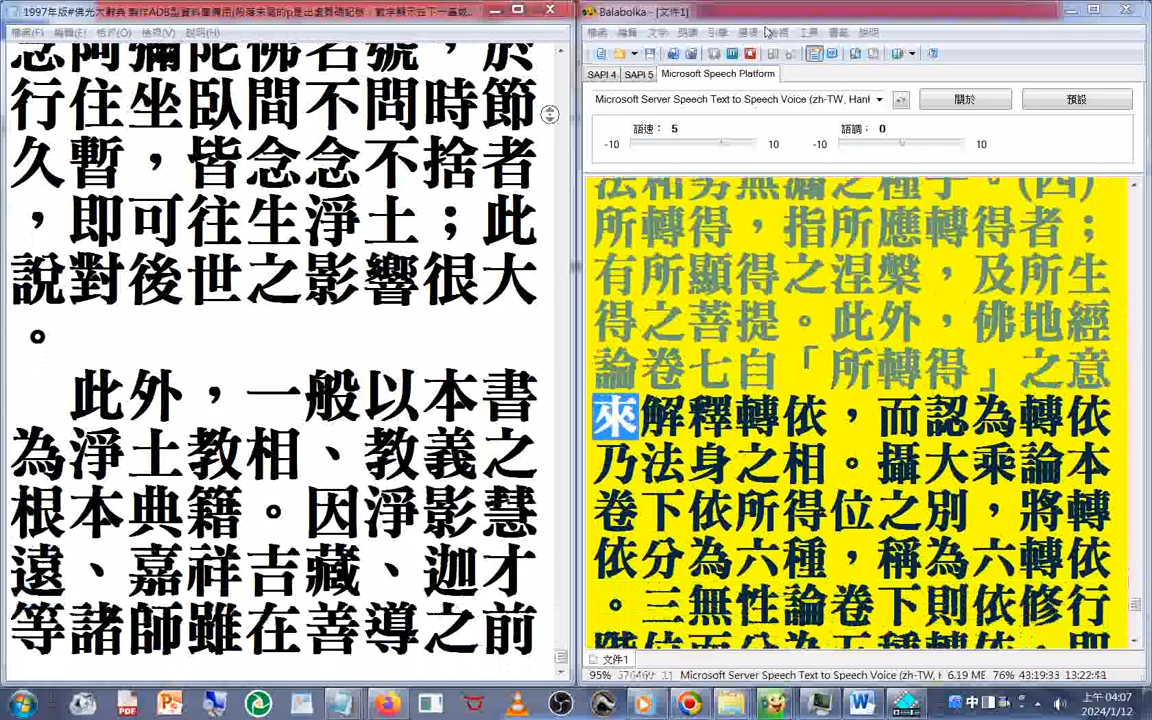 念阿彌陀佛名號，於
行住坐臥間不問時節
久暫，皆念念不捨者
，即可往生淨土；此
說對後世之影響很大
。
此外，一般以本書
為淨土教相、教義之
根本典籍。因淨影慧
遠、嘉祥吉藏、迦才
等諸師雖在善導之前
Balabolka - [文件1]
SAPI 4 SAPI 5 Microsoft Speech Platform
Microsoft Server Speech Text to Speech Voice (zh-TW, Hanl
關於 預設
語速： 5 語調： 0
-10 10 -10 10
所轉得，指所應轉得者；
有所顯得之涅槃，及所生
得之菩提。此外，佛地經
論卷七自「所轉得」之意
來解釋轉依，而認為轉依
乃法身之相。攝大乘論本
卷下依所得位之別，將轉
依分為六種，稱為六轉依
。三無性論卷下則依修行
文件1
95% Microsoft Server Speech Text to Speech Voice (zh-TW, H 6.19 ME 76%
上午 04:07
2024/1/12